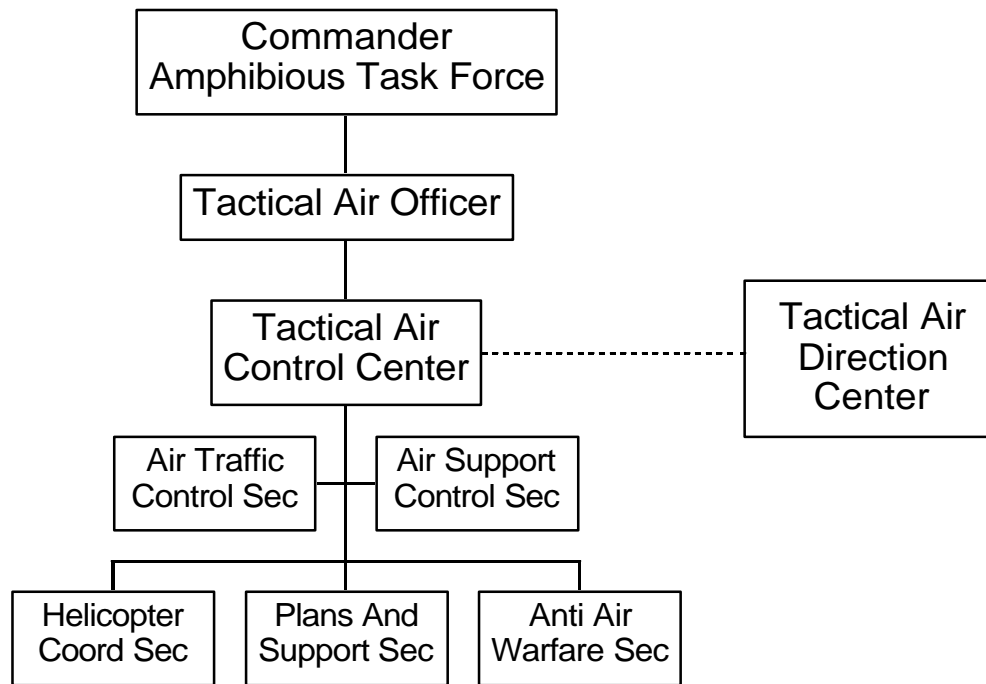 Commander
Amphibious Task Force
Tactical Air Officer
Tactical Air
Control Center
Tactical Air
Direction
Center
Air Traffic
Control Sec
Air Support
Control Sec
Helicopter
Coord Sec
Plans And
Support Sec
Anti Air
Warfare Sec